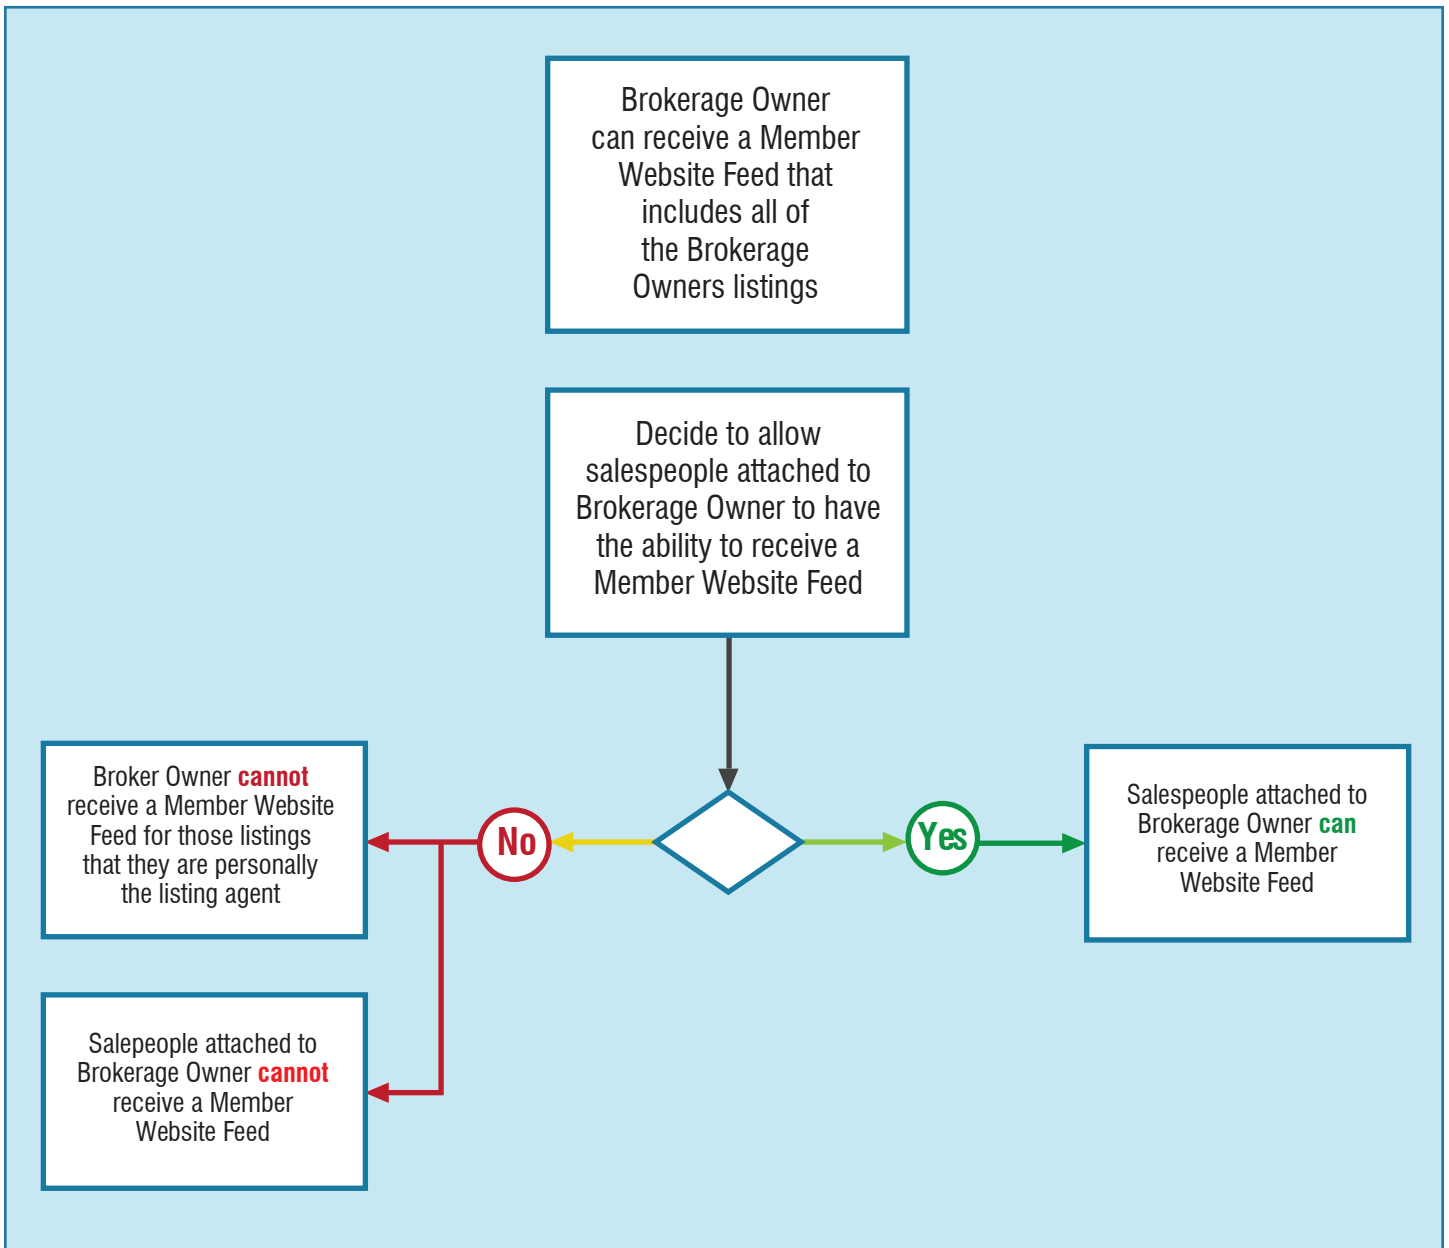 Brokerage Owner
can receive a Member
Website Feed that
includes all of
the Brokerage
Owners listings
Decide to allow
salespeople attached to
Brokerage Owner to have
the ability to receive a
Member Website Feed
Broker Owner cannot
receive a Member Website
Feed for those listings
that they are personally
the listing agent
No
Yes
Salespeople attached to
Brokerage Owner can
receive a Member
Website Feed
Salepeople attached to
Brokerage Owner cannot
receive a Member
Website Feed